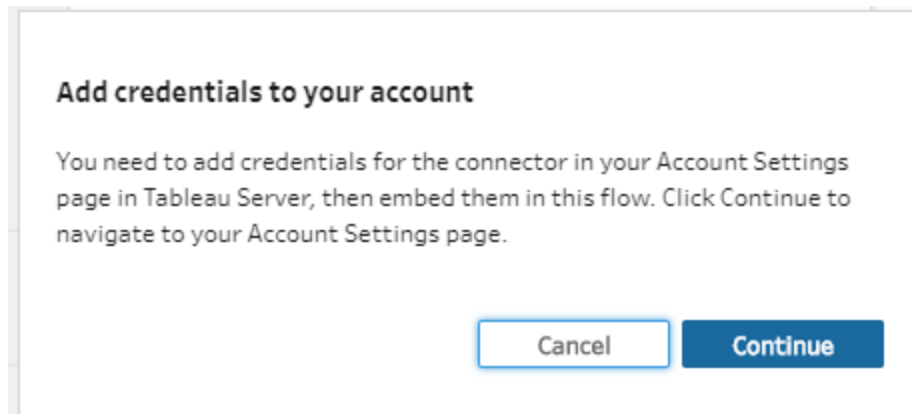 Add credentials to your account
You need to add credentials for the connector in your Account Settings
page in Tableau Server, then embed them in this flow. Click Continue to
navigate to your Account Settings page.
Cancel
Continue